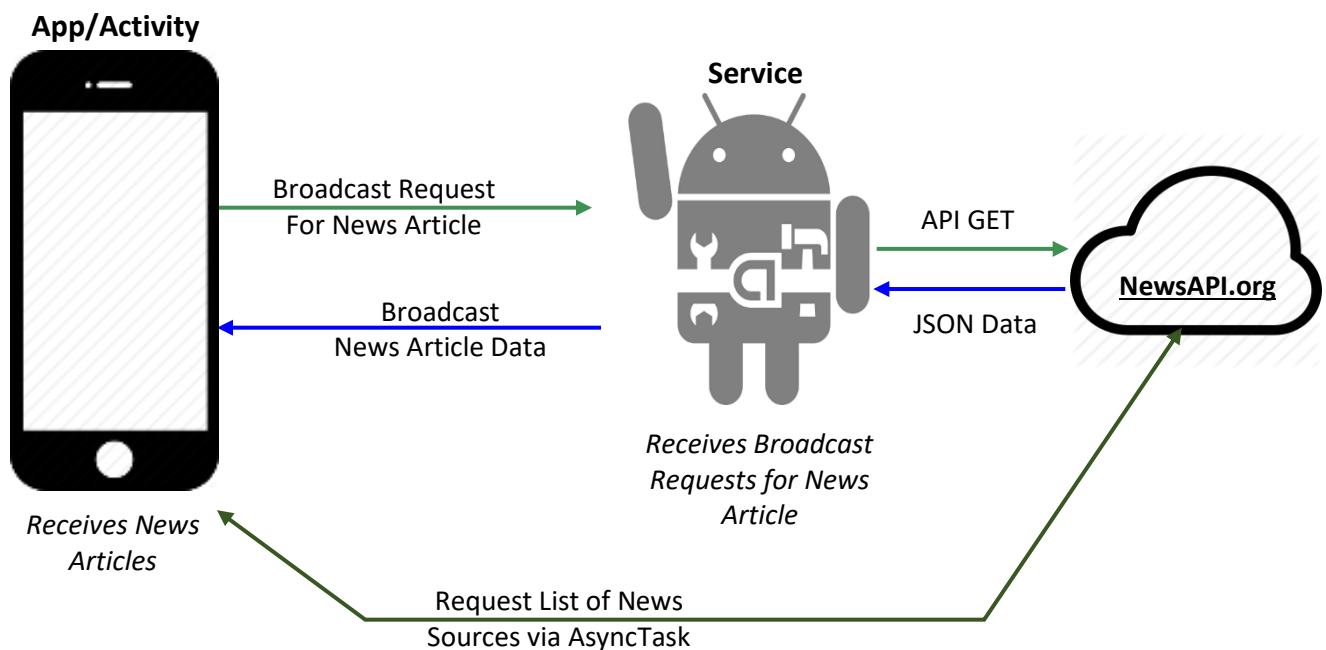 App/Activity
Service
Broadcast Request
For News Article
API GET
NewsAPI.org
Broadcast
News Article Data
JSON Data
Receives Broadcast
Requests for News
Article
Receives News
Articles
Request List of News
Sources via AsyncTask